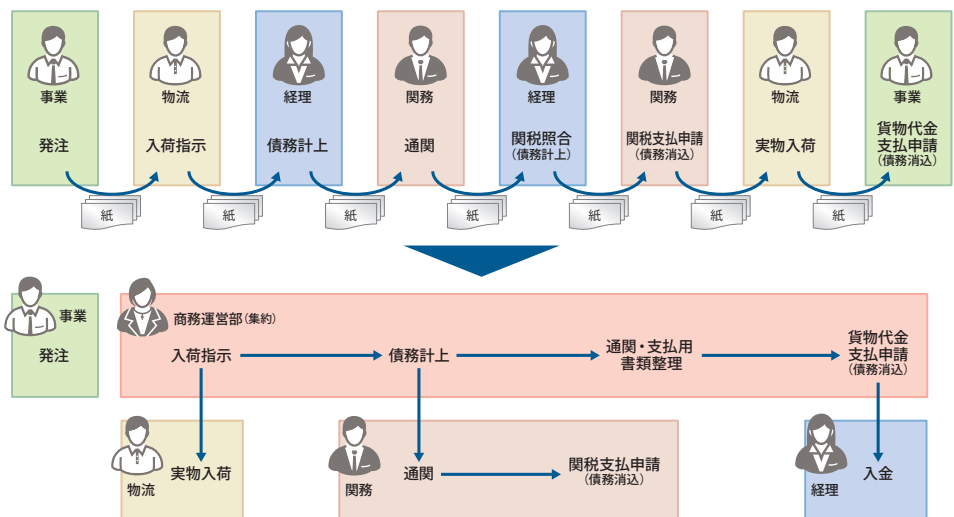 事業
発注
物流
入荷指示
経理
債務計上
関務
通関
経理
関税照合
（債務計上）
関務
関税支払申請
（債務消込）
物流
実物入荷
事業
貨物代金
支払申請
（債務消込）
紙
紙
紙
紙
紙
紙
紙
事業
発注
商務運営部（集約）
入荷指示
債務計上
通関・支払用
書類整理
貨物代金
支払申請
（債務消込）
物流
実物入荷
関務
通関
関税支払申請
（債務消込）
経理
入金